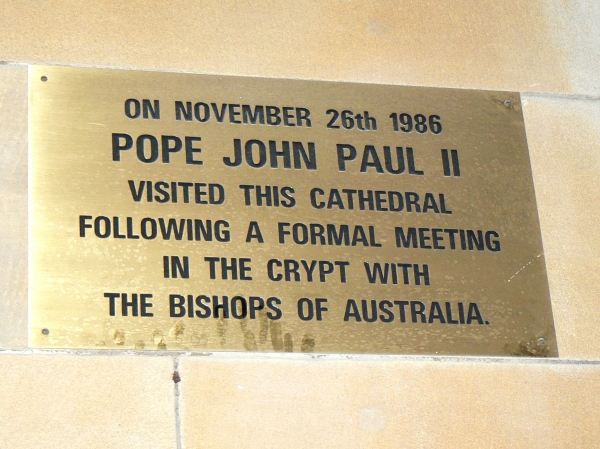 ON NOVEMBER 26th 1986
POPE JOHN PAUL II
VISITED THIS CATHEDRAL
FOLLOWING A FORMAL MEETING
IN THE CRYPT WITH
THE BISHOPS OF AUSTRALIA.